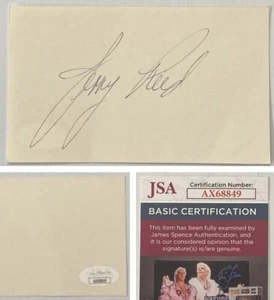 Jerry Reed
JSA
Certification Number:
AX68849
BASIC CERTIFICATION
This item has been fully examined by
James Spence Authentication, and
it is our considered opinion that the
signature(s) is/are genuine.